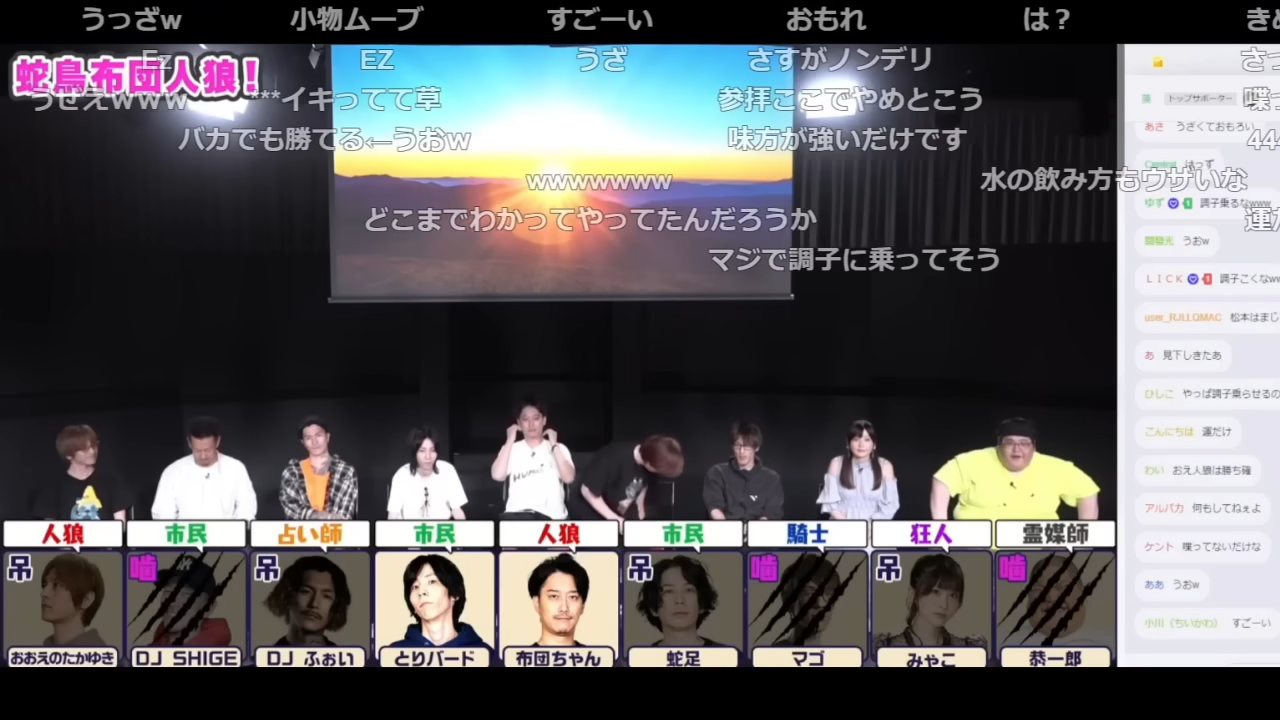 うっざw 小物ムーブ すごーい おもれ は？
蛇鳥布団人狼！
Ez EZ うざ さすがノンデリ
うぜえwww ***イキってて草 参拝ここでやめとこう
バカでも勝てる←うおw 味方が強いだけです
wwwwwww
水の飲み方もウザいな
どこまでわかってやってたんだろうか
マジで調子に乗ってそう
トップサポーター
あき うざくておもろい
はっず
ゆず 1 調子乗るなwww
うおw
ＬＩＣＫ 1 調子こくなww
user_RJLLQMAC 松本はまじ
あ 見下しきたあ
ひしこ やっぱ調子乗らせるの
こんにちは 運だけ
わい おえ人狼は勝ち確
アルパカ 何もしてねぇよ
ケント 喋ってないだけな
ああ うおw
小川（ちいかわ） すごーい
人狼 市民 占い師 市民 人狼 市民 騎士 狂人 霊媒師
吊 噛 吊 吊 噛 吊 噛
おおえのたかゆき DJ SHIGE DJ ふぉい とりバード 布団ちゃん 蛇足 マゴ みゃこ 恭一郎